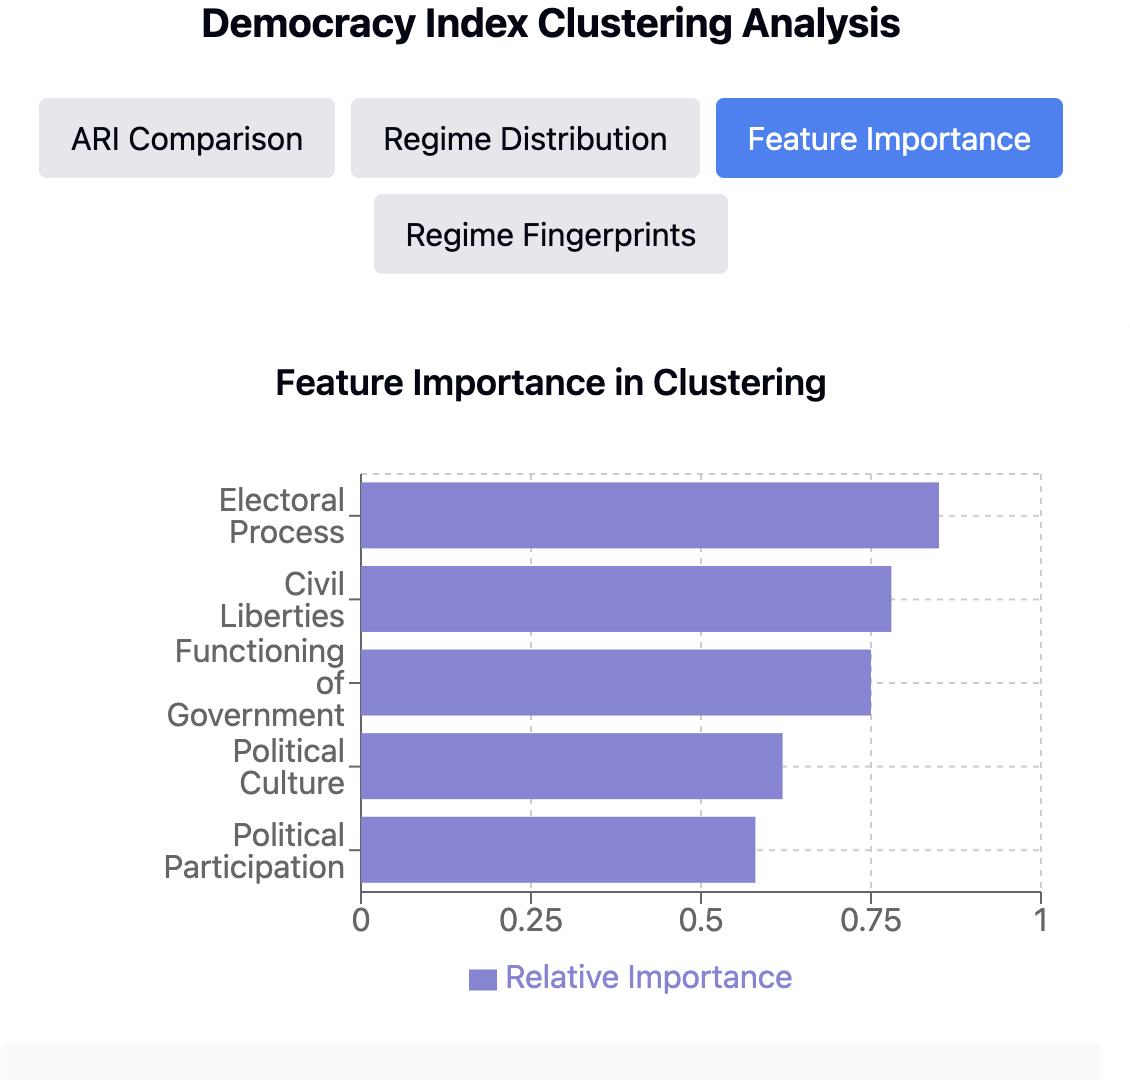 Democracy Index Clustering Analysis
ARI Comparison
Regime Distribution
Feature Importance
Regime Fingerprints
Feature Importance in Clustering
Electoral
Process
Civil
Liberties
Functioning
of
Government
Political
Culture
Political
Participation
0 0.25 0.5 0.75 1
Relative Importance